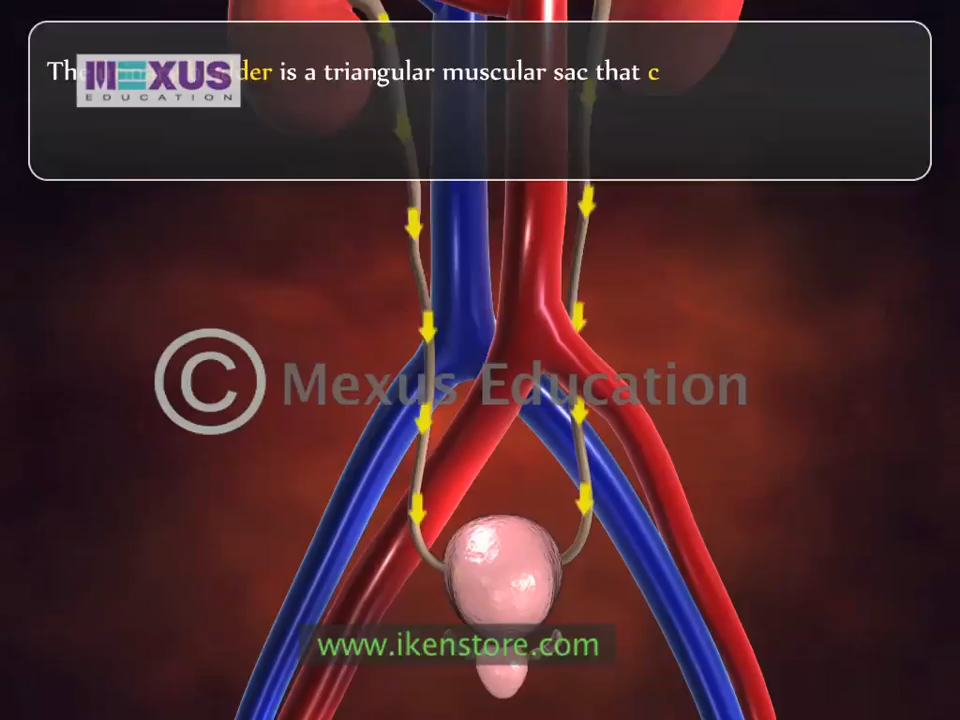 Th der is a triangular muscular sac that c
MEXUS
EDUCATION
© Mexus Education
www.ikenstore.com